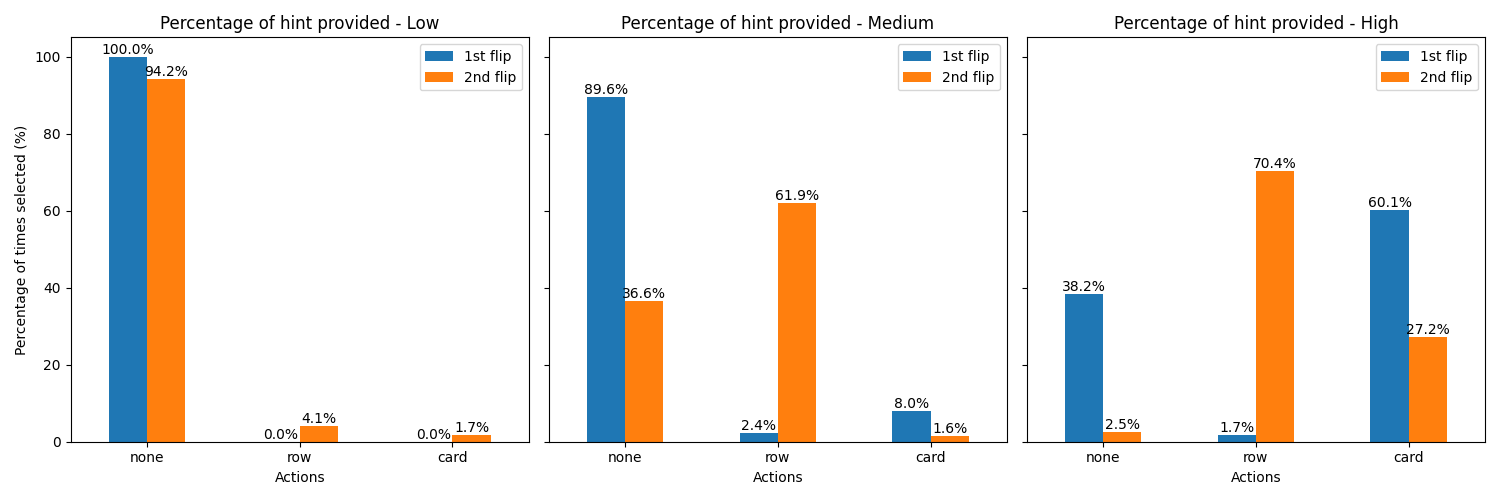 Percentage of hint provided - Low
Percentage of times selected (%)
100
80
60
40
20
0
100.0%
94.2%
0.0%
4.1%
0.0%
1.7%
1st flip
2nd flip
none row card
Actions
Percentage of hint provided - Medium
89.6%
36.6%
2.4%
61.9%
8.0%
1.6%
1st flip
2nd flip
none row card
Actions
Percentage of hint provided - High
38.2%
2.5%
1.7%
70.4%
60.1%
27.2%
1st flip
2nd flip
none row card
Actions